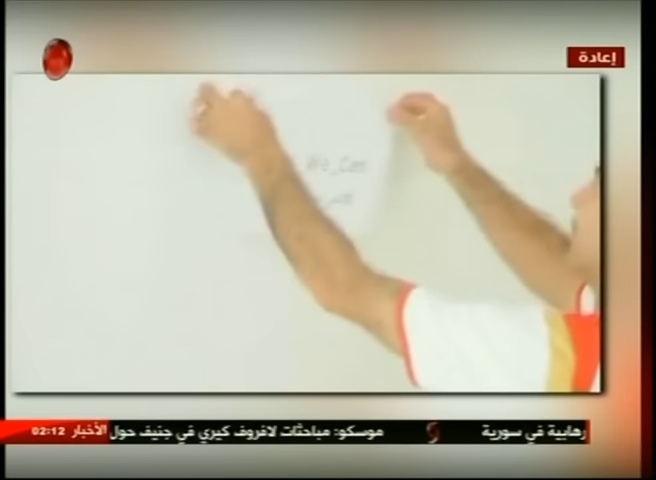 إعادة
رهابية في سورية موسكو: مباحثات لافروف كيري في جنيف حول الأخبار 02:12